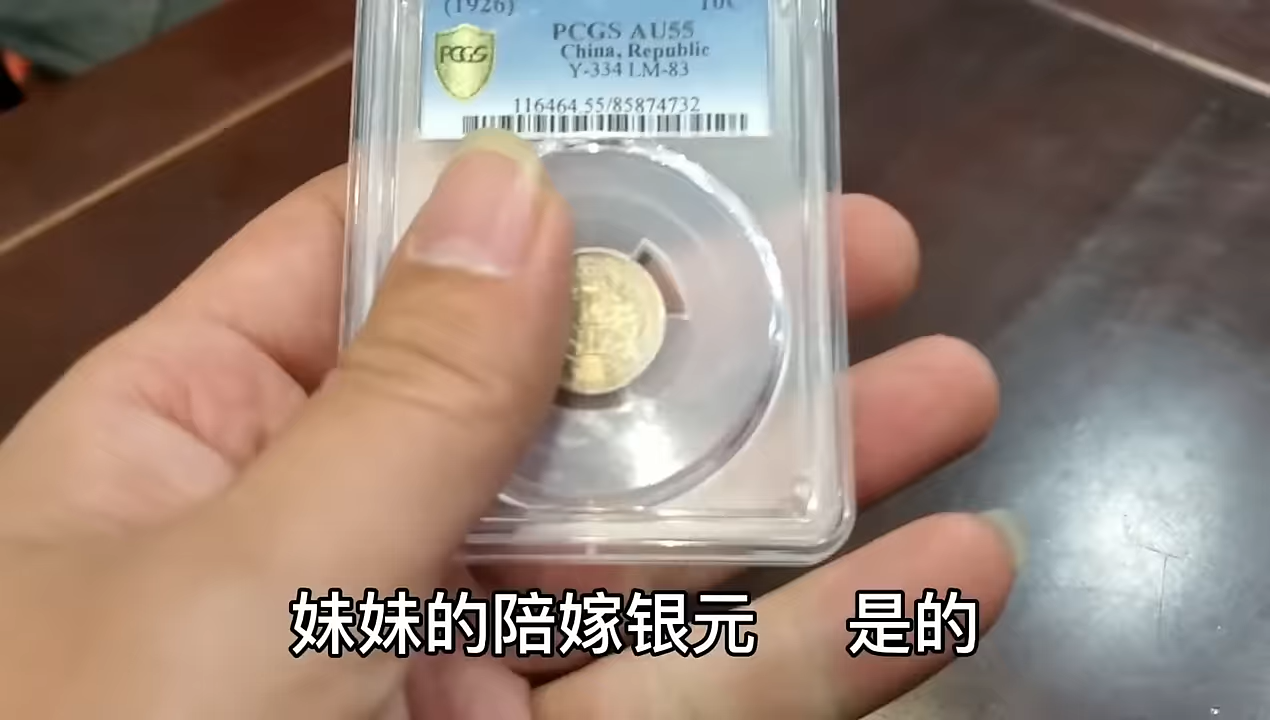 (1926) 10C
PCGS AU55
PCGS
China, Republic
Y-334 LM-83
116464.55/85874732
妹妹的陪嫁银元 是的